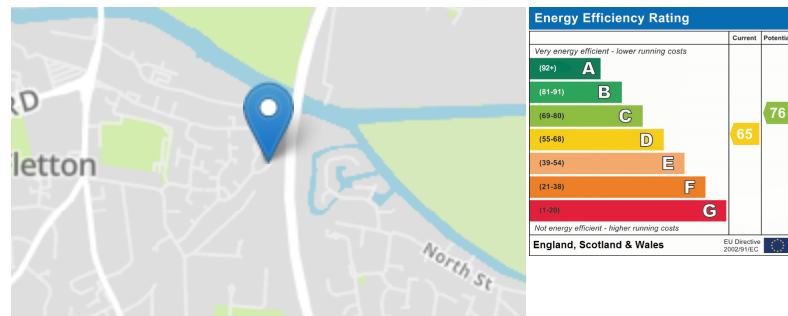 RD
letton
North St
Energy Efficiency Rating
Current Potentia
Very energy efficient - lower running costs
(92+) A
(81-91) B
(69-80) C
76
(55-68) D
65
(39-54) E
(21-38) F
(1-20) G
Not energy efficient - higher running costs
England, Scotland & Wales
EU Directive
2002/91/EC